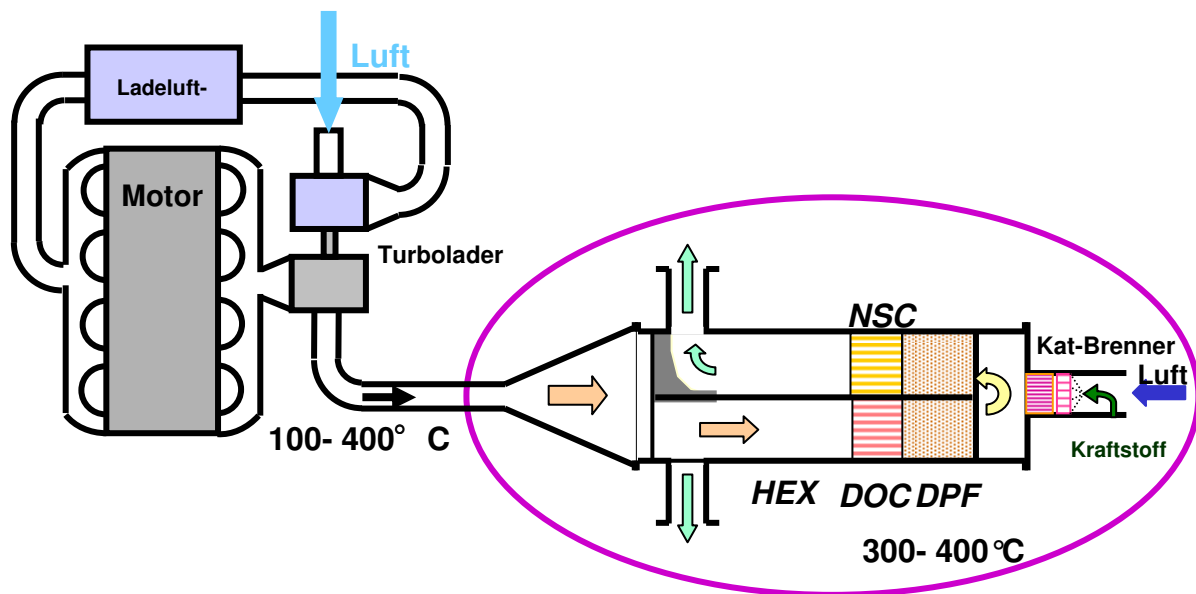 Luft
Ladeluft-
Motor
Turbolader
NSC
Kat-Brenner
Luft
100- 400° C
Kraftstoff
HEX DOC DPF
300- 400°C